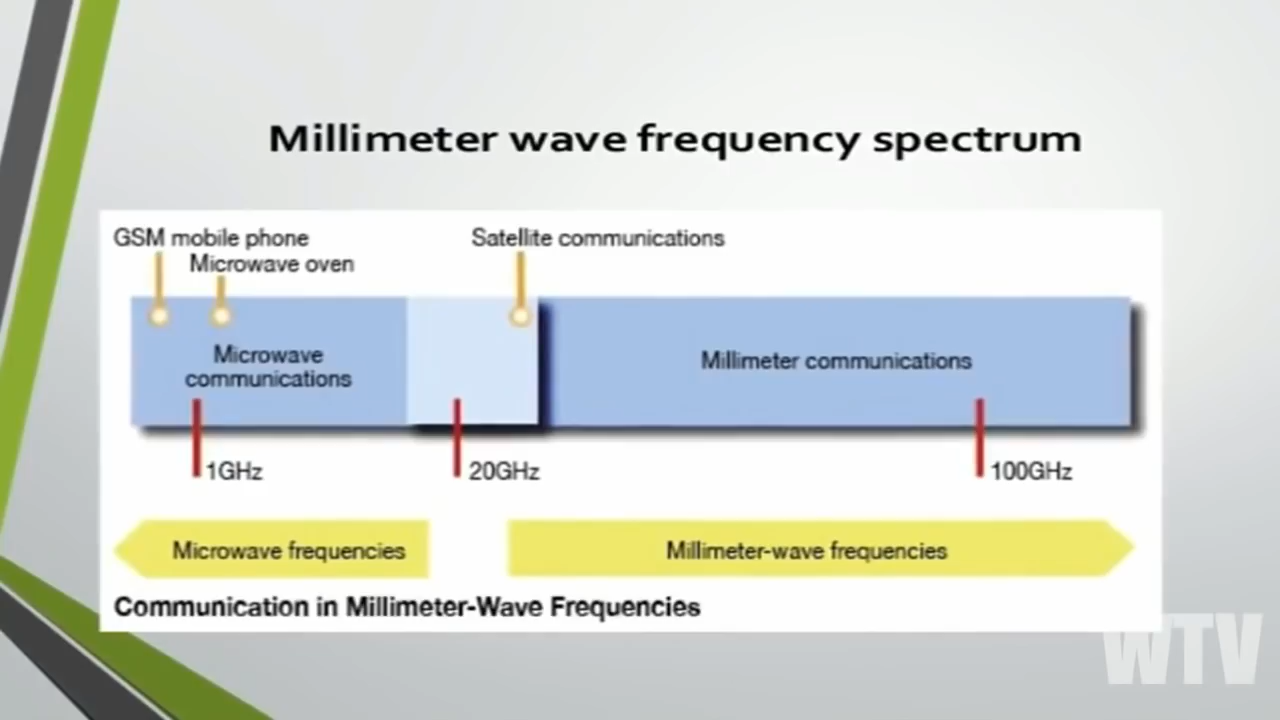 Millimeter wave frequency spectrum
GSM mobile phone
Microwave oven
Satellite communications
Microwave
communications
Millimeter communications
1GHz
20GHz
100GHz
Microwave frequencies
Millimeter-wave frequencies
Communication in Millimeter-Wave Frequencies
WTV